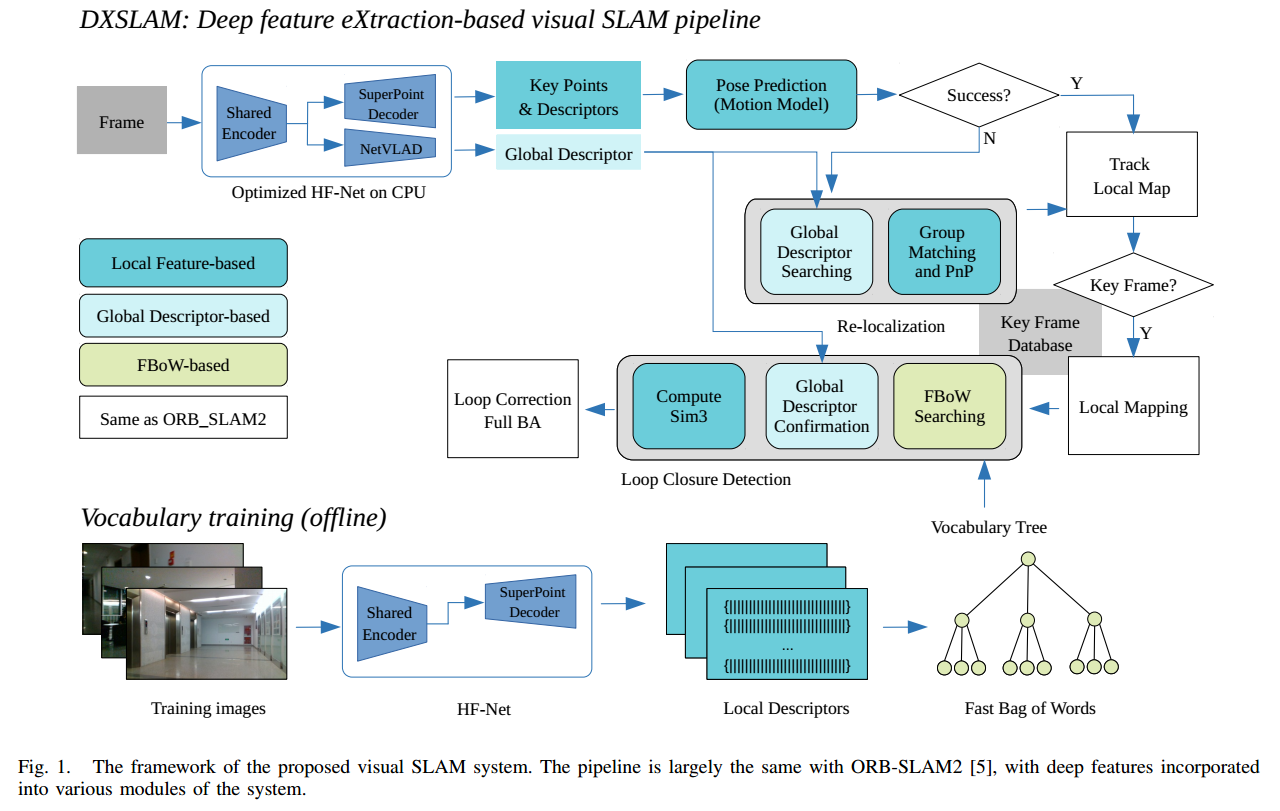 DXSLAM: Deep feature eXtraction-based visual SLAM pipeline
Frame
Shared
Encoder
SuperPoint
Decoder
NetVLAD
Optimized HF-Net on CPU
Key Points
& Descriptors
Global Descriptor
Pose Prediction
(Motion Model)
Success?
Y
N
Track
Local Map
Global
Descriptor
Searching
Group
Matching
and PnP
Re-localization
Key Frame?
Y
Key Frame
Database
Local Feature-based
Global Descriptor-based
FBoW-based
Same as ORB_SLAM2
Loop Correction
Full BA
Compute
Sim3
Global
Descriptor
Confirmation
FBoW
Searching
Local Mapping
Loop Closure Detection
Vocabulary training (offline)
Vocabulary Tree
Shared
Encoder
SuperPoint
Decoder
{||||||||||||||||||||||||||||}
{||||||||||||||||||||||||||||}
...
{||||||||||||||||||||||||||||}
Training images
HF-Net
Local Descriptors
Fast Bag of Words
Fig. 1. The framework of the proposed visual SLAM system. The pipeline is largely the same with ORB-SLAM2 [5], with deep features incorporated
into various modules of the system.